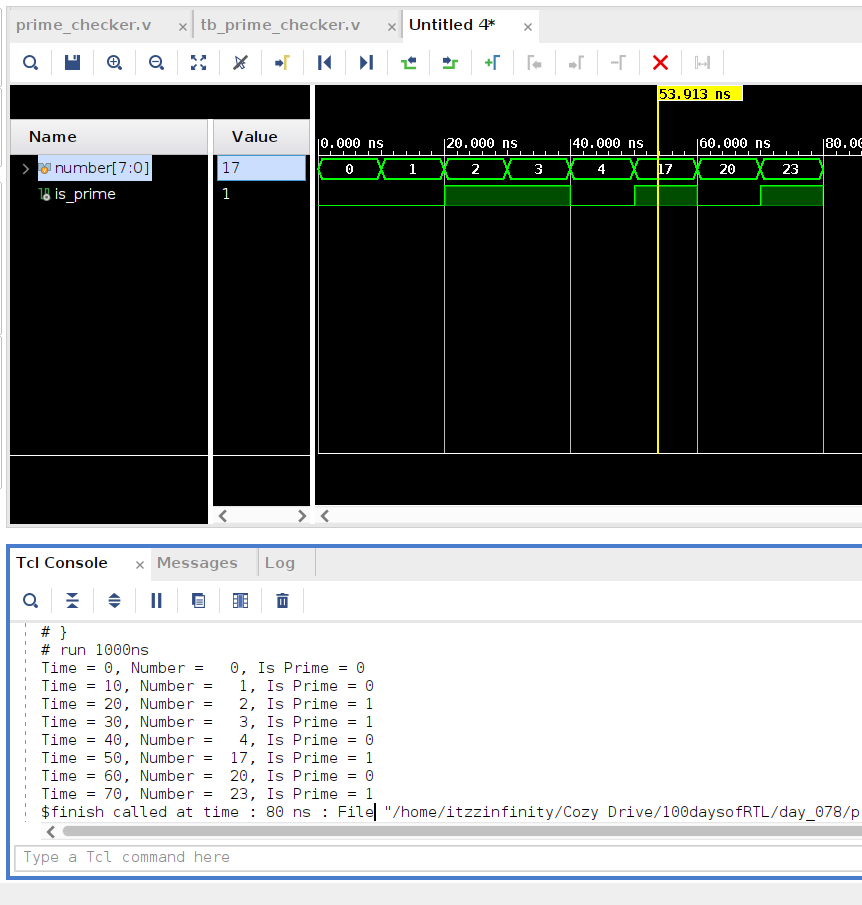 prime_checker.v × tb_prime_checker.v × Untitled 4* ×
53.913 ns
Name Value
0.000 ns 20.000 ns 40.000 ns 60.000 ns
number[7:0] 17 0 1 2 3 4 17 20 23
is_prime 1
Tcl Console × Messages Log
# }
# run 1000ns
Time = 0, Number =   0, Is Prime = 0
Time = 10, Number =   1, Is Prime = 0
Time = 20, Number =   2, Is Prime = 1
Time = 30, Number =   3, Is Prime = 1
Time = 40, Number =   4, Is Prime = 0
Time = 50, Number =  17, Is Prime = 1
Time = 60, Number =  20, Is Prime = 0
Time = 70, Number =  23, Is Prime = 1
$finish called at time : 80 ns : File "/home/itzzinfinity/Cozy Drive/100daysofRTL/day_078/p
Type a Tcl command here